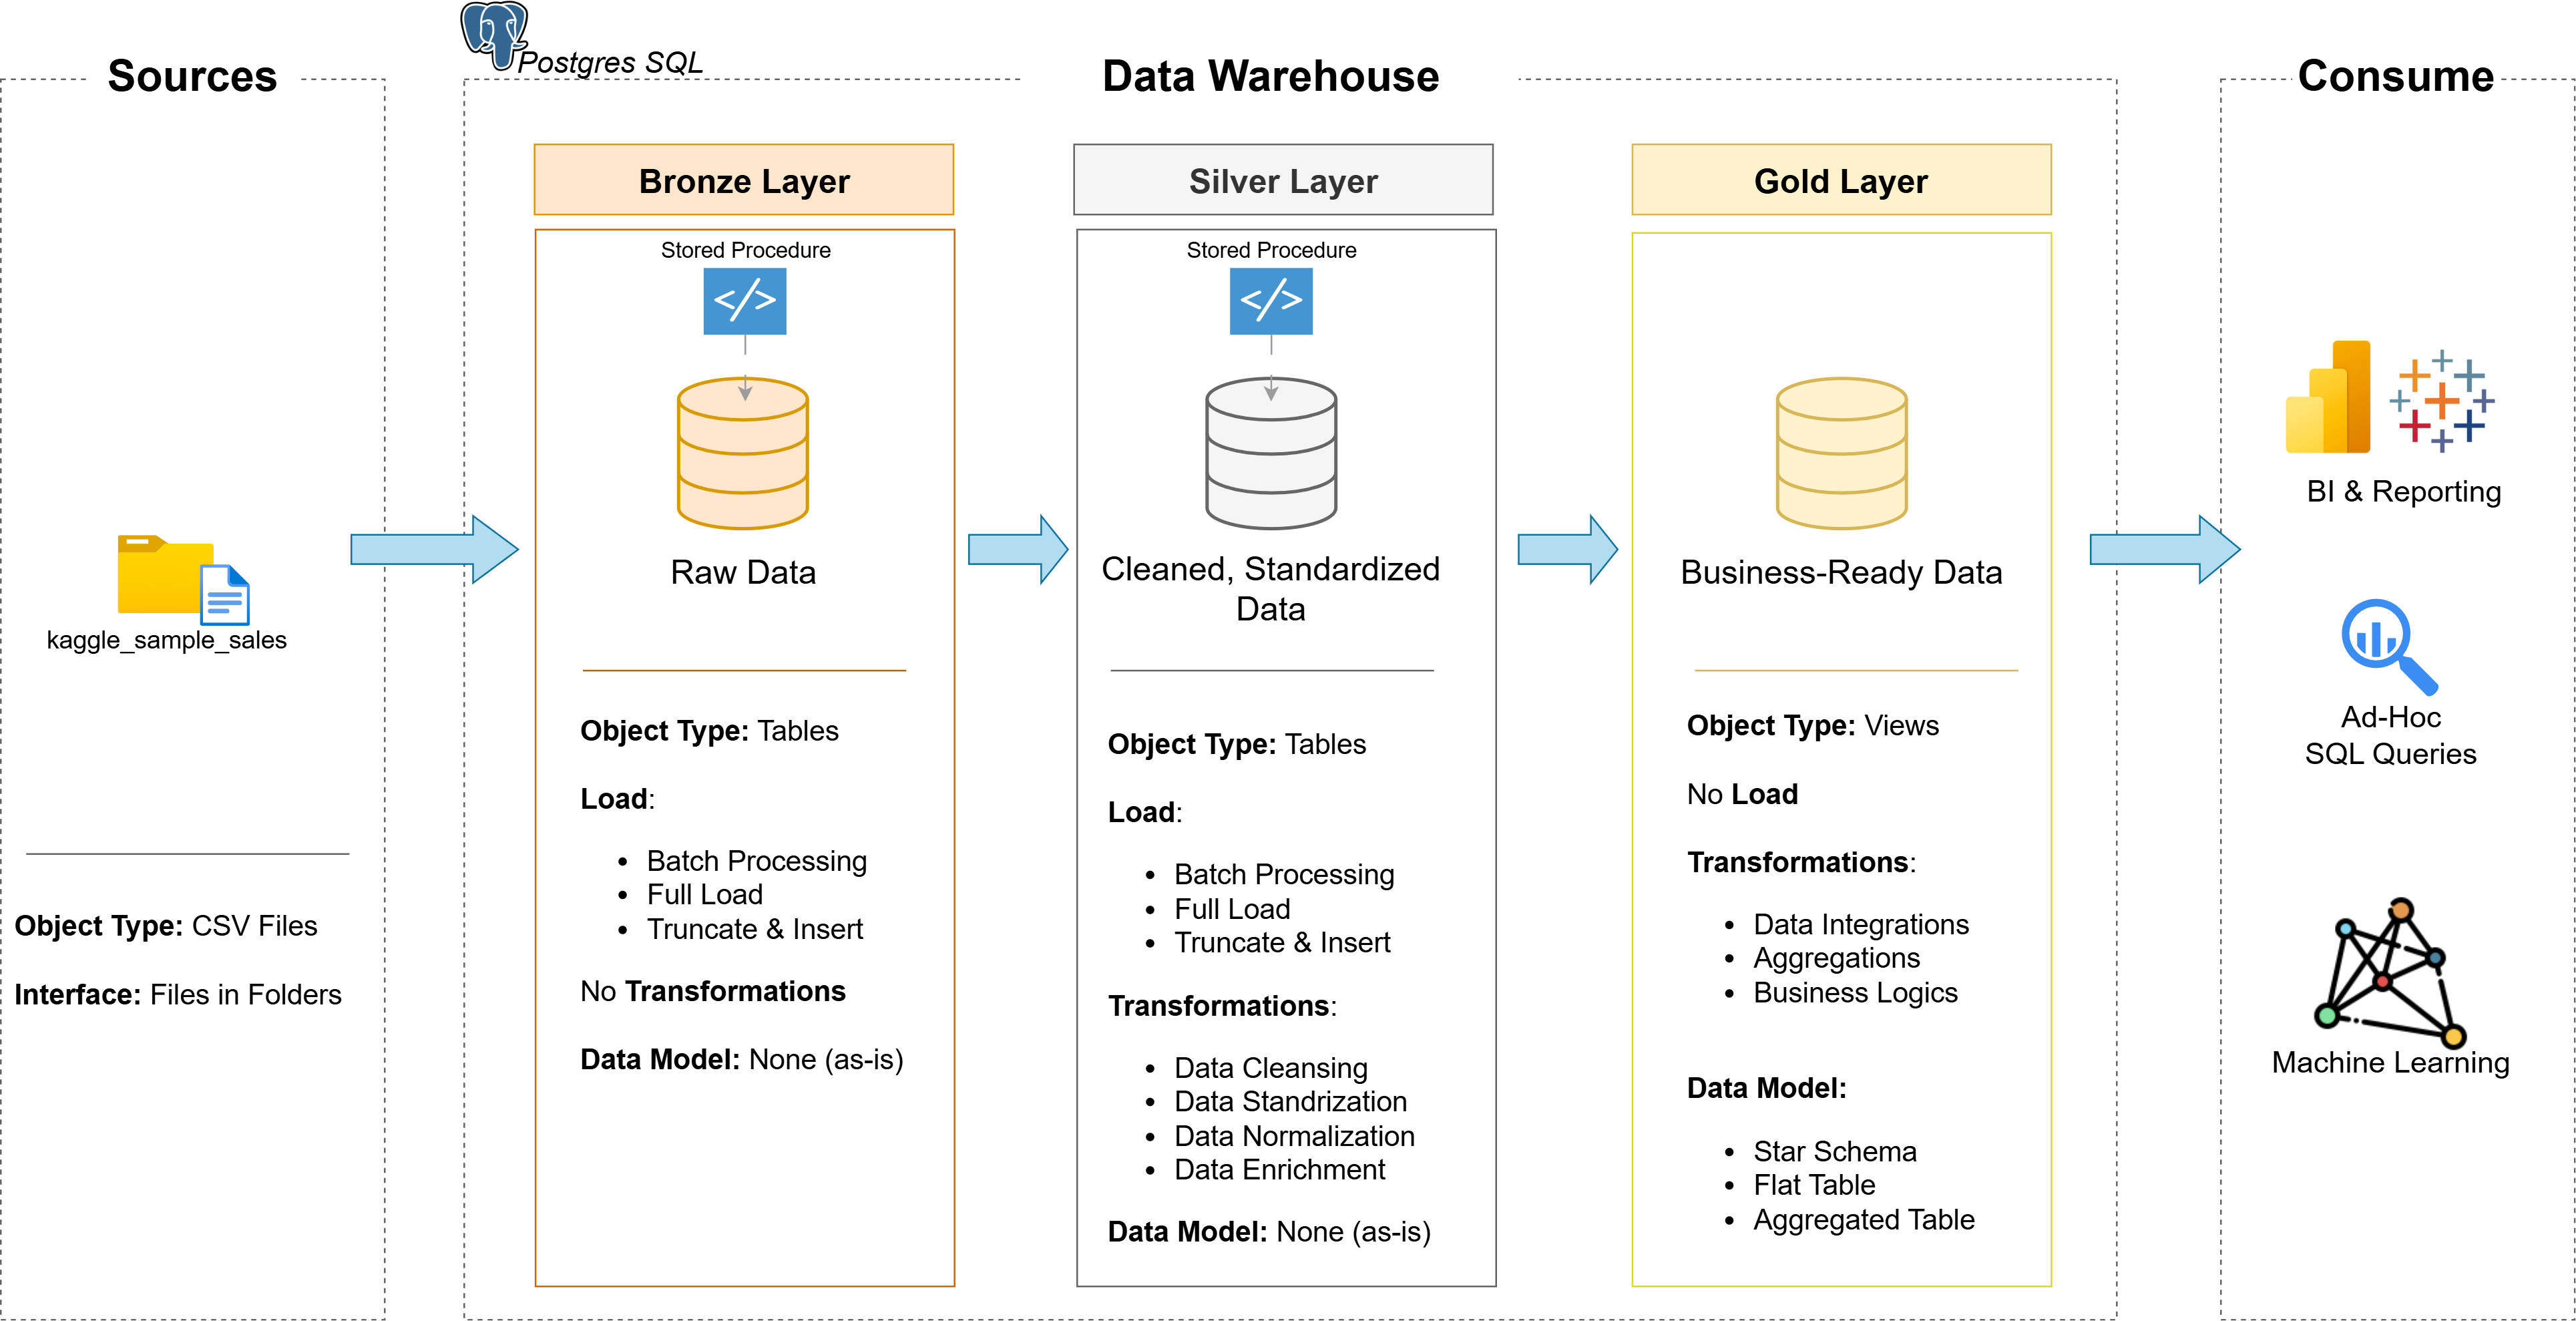 Sources
kaggle_sample_sales
Object Type: CSV Files
Interface: Files in Folders
Postgres SQL
Data Warehouse
Bronze Layer
Stored Procedure
</>
Raw Data
Object Type: Tables
Load:
• Batch Processing
• Full Load
• Truncate & Insert
No Transformations
Data Model: None (as-is)
Silver Layer
Stored Procedure
</>
Cleaned, Standardized
Data
Object Type: Tables
Load:
• Batch Processing
• Full Load
• Truncate & Insert
Transformations:
• Data Cleansing
• Data Standrization
• Data Normalization
• Data Enrichment
Data Model: None (as-is)
Gold Layer
Business-Ready Data
Object Type: Views
No Load
Transformations:
• Data Integrations
• Aggregations
• Business Logics
Data Model:
• Star Schema
• Flat Table
• Aggregated Table
Consume
BI & Reporting
Ad-Hoc
SQL Queries
Machine Learning